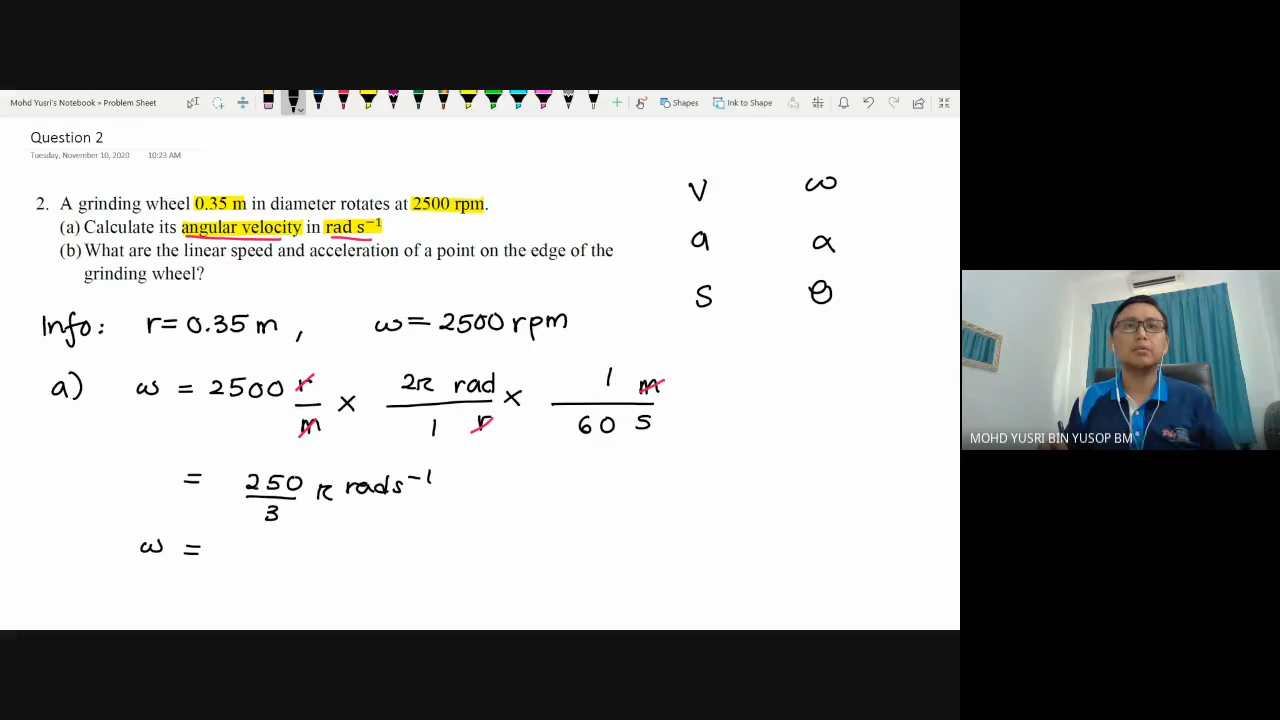 Mohd Yusri's Notebook » Problem Sheet
Shapes
Ink to Shape
Question 2
Tuesday, November 10, 2020 10:23 AM
2. A grinding wheel 0.35 m in diameter rotates at 2500 rpm.
(a) Calculate its angular velocity in rad s⁻¹
(b) What are the linear speed and acceleration of a point on the edge of the
grinding wheel?
v ω
a α
s θ
Info: r = 0.35 m , ω = 2500 rpm
a) ω = 2500 r/m × 2π rad / 1 r × 1 m / 60 s
= 250/3 π rads⁻¹
ω =
MOHD YUSRI BIN YUSOP BM